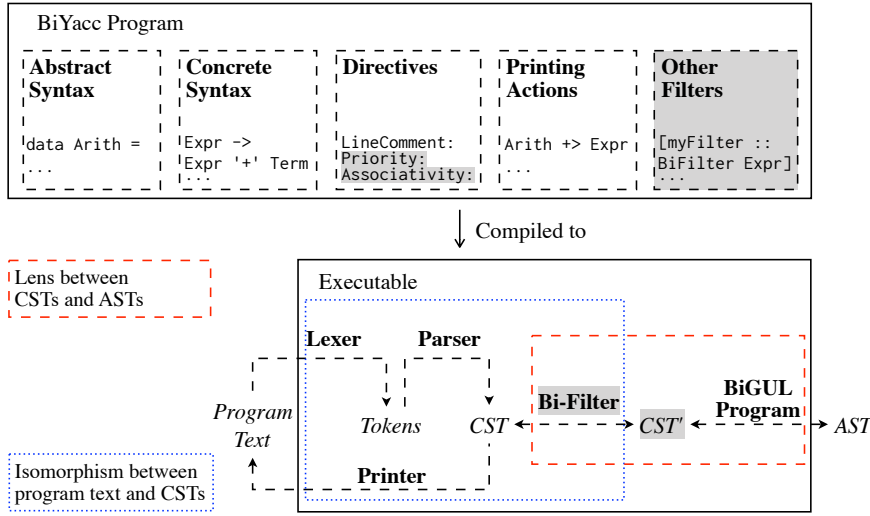 BiYacc Program
Abstract
Syntax
data Arith =
...
Concrete
Syntax
Expr ->
Expr '+' Term
...
Directives
LineComment:
Priority:
Associativity:
Printing
Actions
Arith +> Expr
...
Other
Filters
[myFilter ::
BiFilter Expr]
...
Compiled to
Lens between
CSTs and ASTs
Executable
Lexer
Parser
Bi-Filter
BiGUL
Program
Program
Text
Tokens
CST
CST'
AST
Printer
Isomorphism between
program text and CSTs